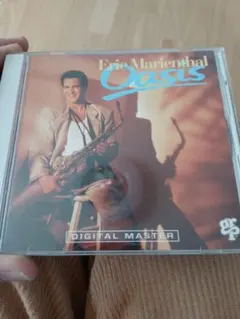 Eric Marienthal
Oasis
DIGITAL MASTER
GRP